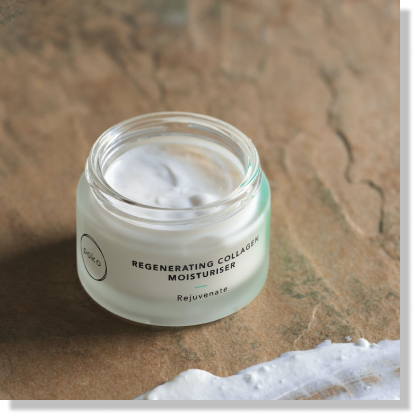 REGENERATING COLLAGEN
MOISTURISER
Rejuvenate